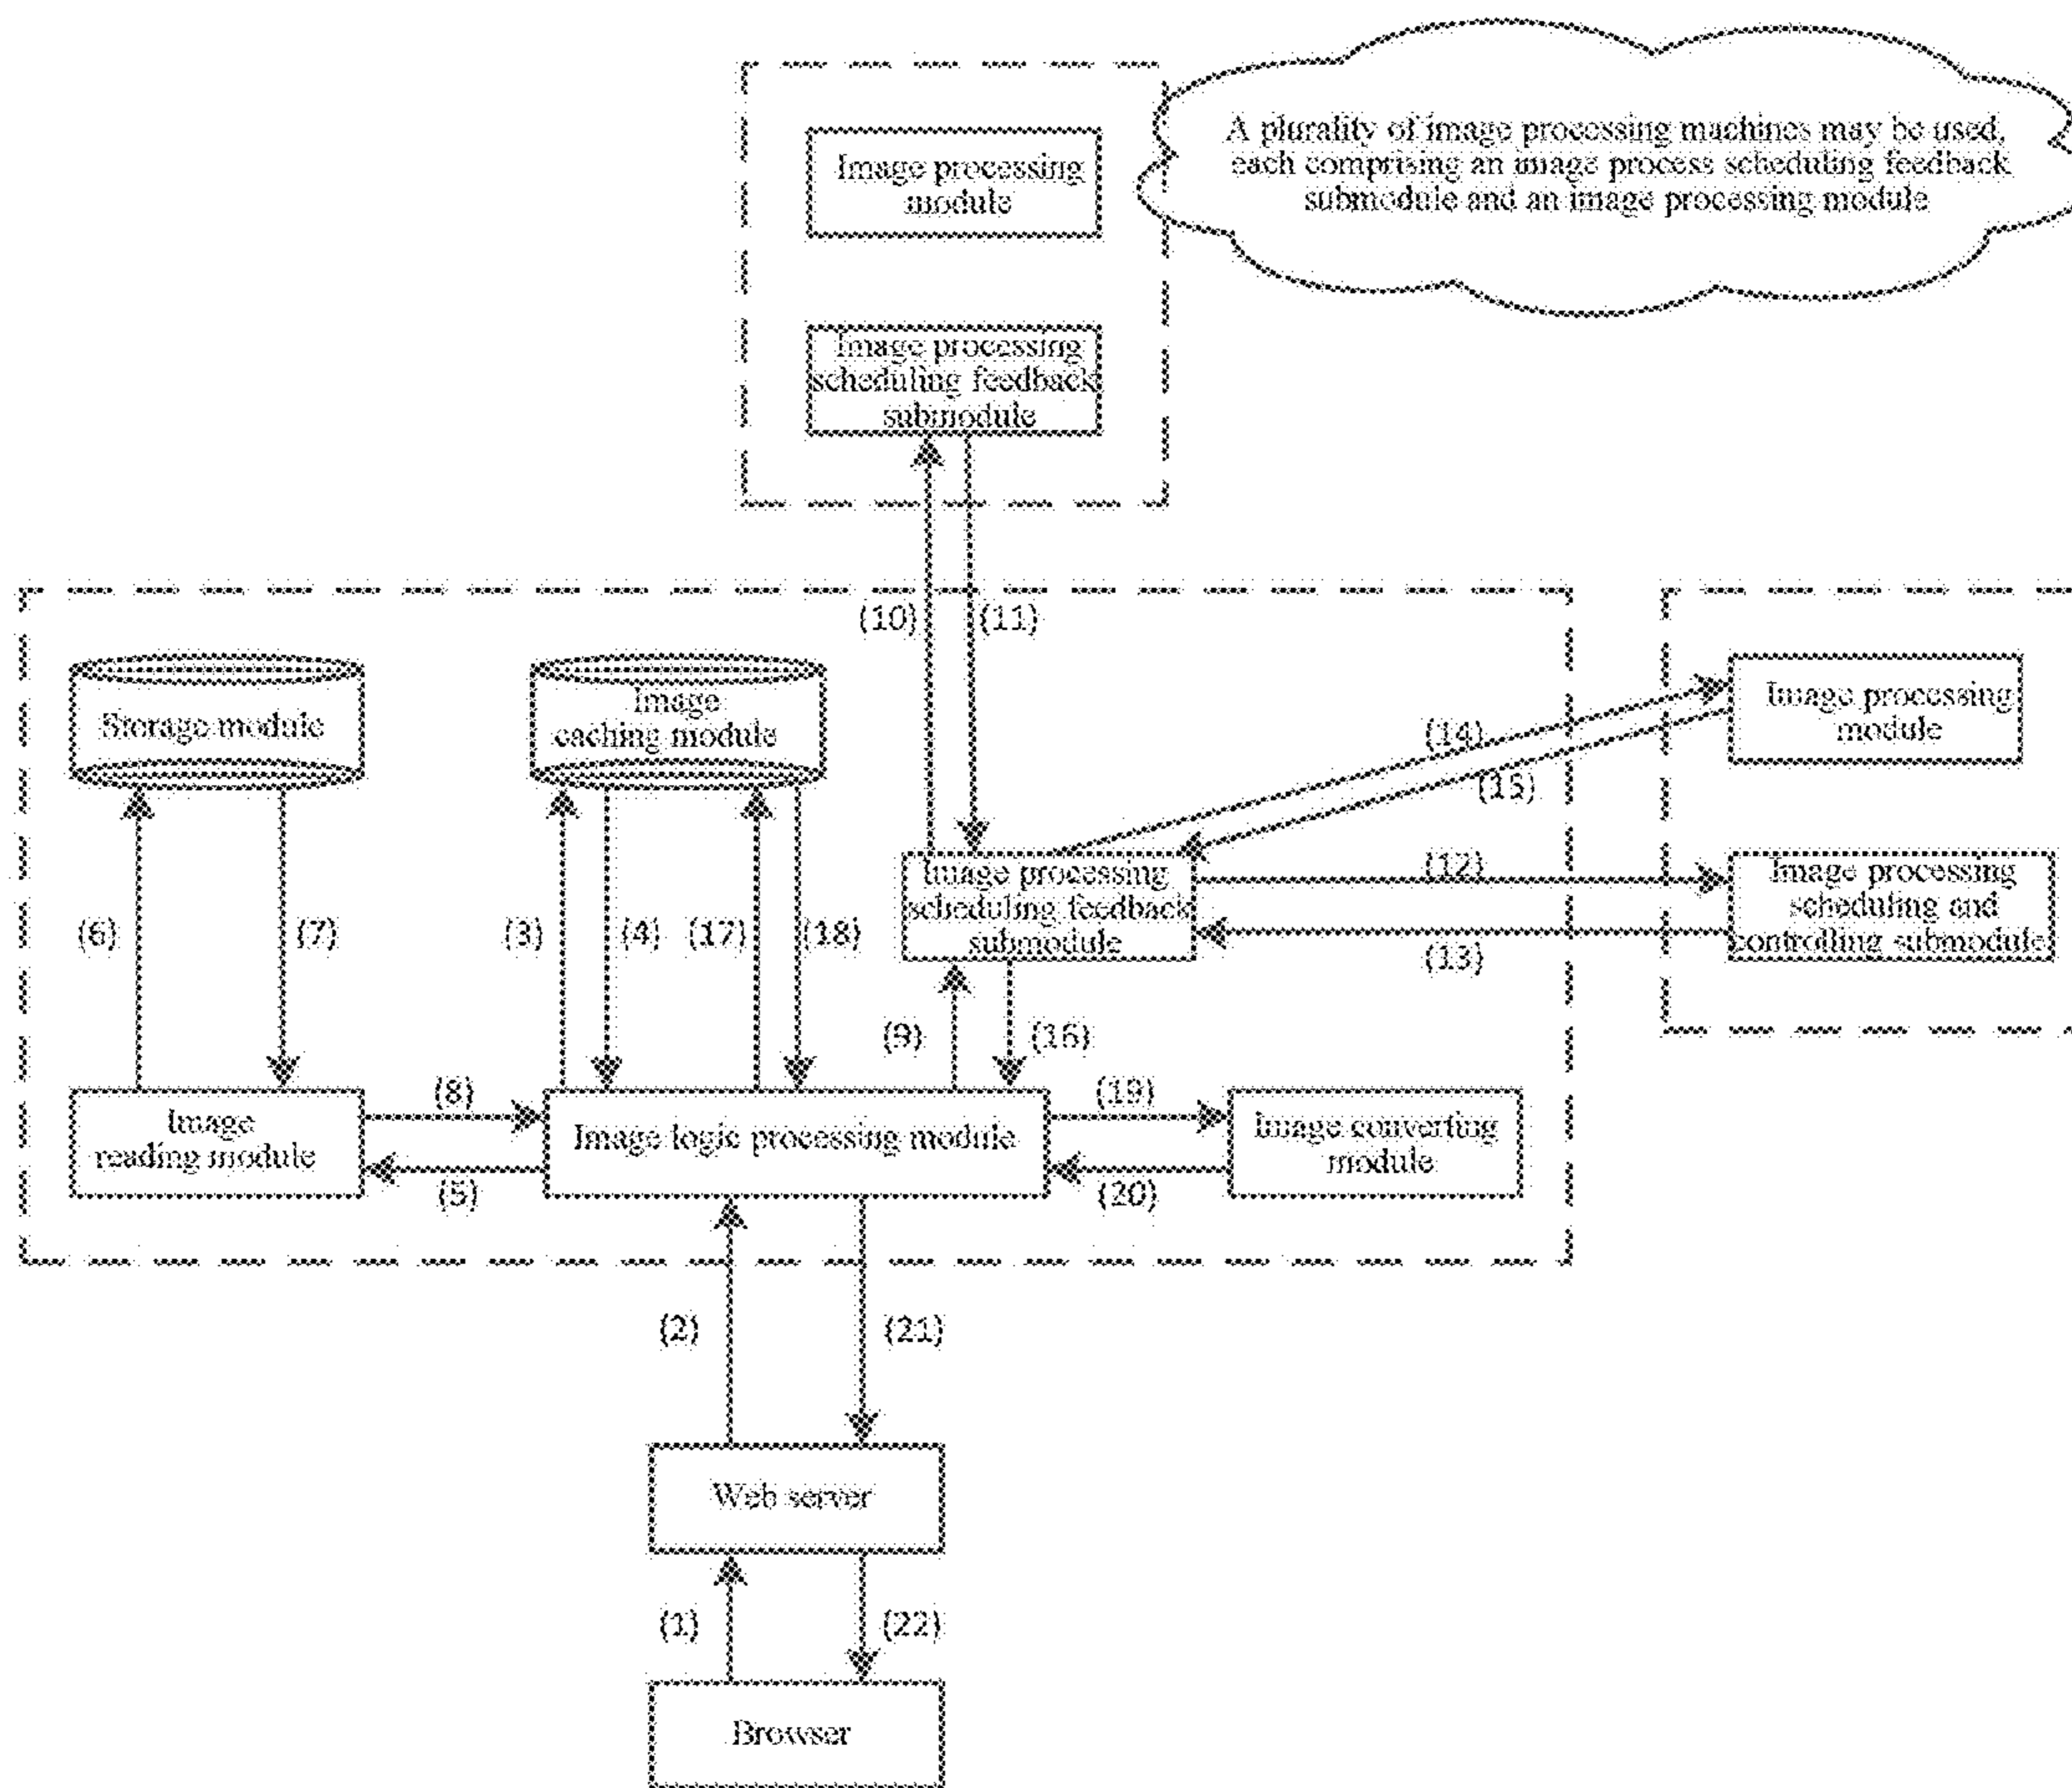 A plurality of image processing machines may be used,
each comprising an image process scheduling feedback
submodule and an image processing module
Image processing
module
Image processing
scheduling feedback
submodule
(10)
(11)
Storage module
Image
caching module
(14)
(15)
Image processing
module
(6)
(7)
(3)
(4)
(17)
(18)
Image processing
scheduling feedback
submodule
(12)
(13)
Image processing
scheduling and
controlling submodule
(9)
(16)
Image
reading module
(8)
(5)
Image logic processing module
(19)
(20)
Image converting
module
(2)
(21)
Web server
(1)
(22)
Browser